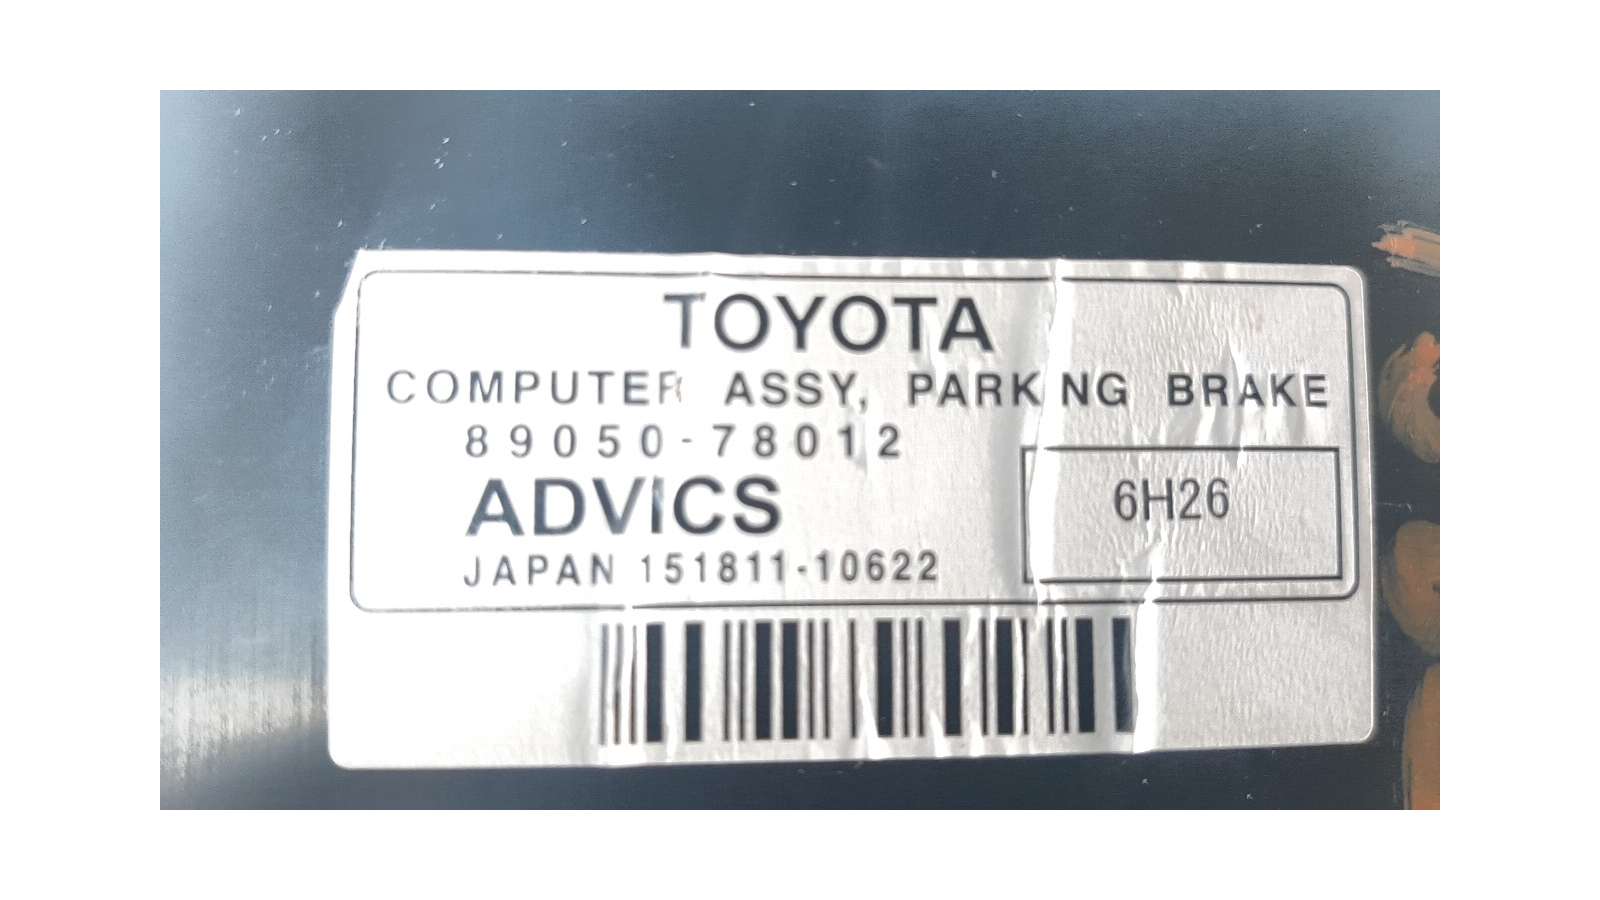 TOYOTA
COMPUTER ASSY, PARKING BRAKE
89050-78012
ADVICS
6H26
JAPAN 151811-10622